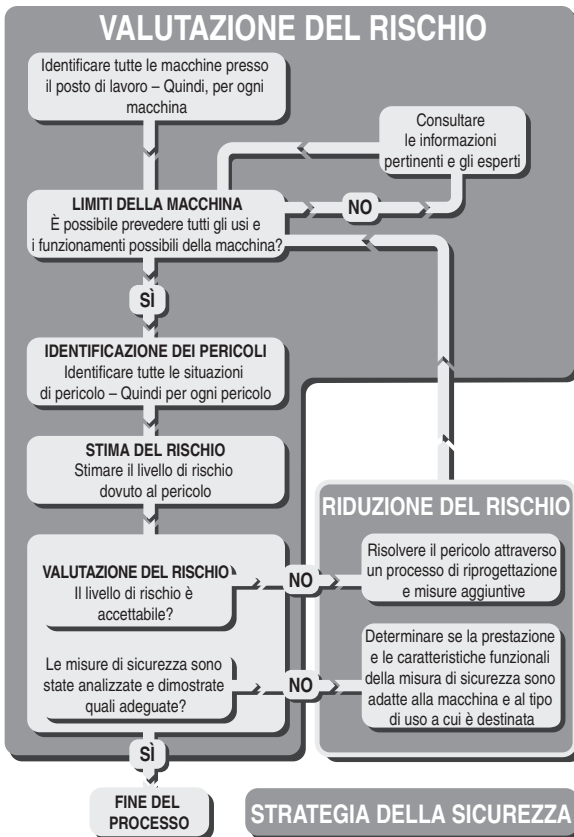 VALUTAZIONE DEL RISCHIO
Identificare tutte le macchine presso
il posto di lavoro – Quindi, per ogni
macchina
Consultare
le informazioni
pertinenti e gli esperti
LIMITI DELLA MACCHINA
È possibile prevedere tutti gli usi e
i funzionamenti possibili della macchina?
NO
SÌ
IDENTIFICAZIONE DEI PERICOLI
Identificare tutte le situazioni
di pericolo – Quindi per ogni pericolo
STIMA DEL RISCHIO
Stimare il livello di rischio
dovuto al pericolo
RIDUZIONE DEL RISCHIO
VALUTAZIONE DEL RISCHIO
Il livello di rischio è
accettabile?
NO
Risolvere il pericolo attraverso
un processo di riprogettazione
e misure aggiuntive
Le misure di sicurezza sono
state analizzate e dimostrate
quali adeguate?
NO
Determinare se la prestazione
e le caratteristiche funzionali
della misura di sicurezza sono
adatte alla macchina e al tipo
di uso a cui è destinata
SÌ
FINE DEL
PROCESSO
STRATEGIA DELLA SICUREZZA